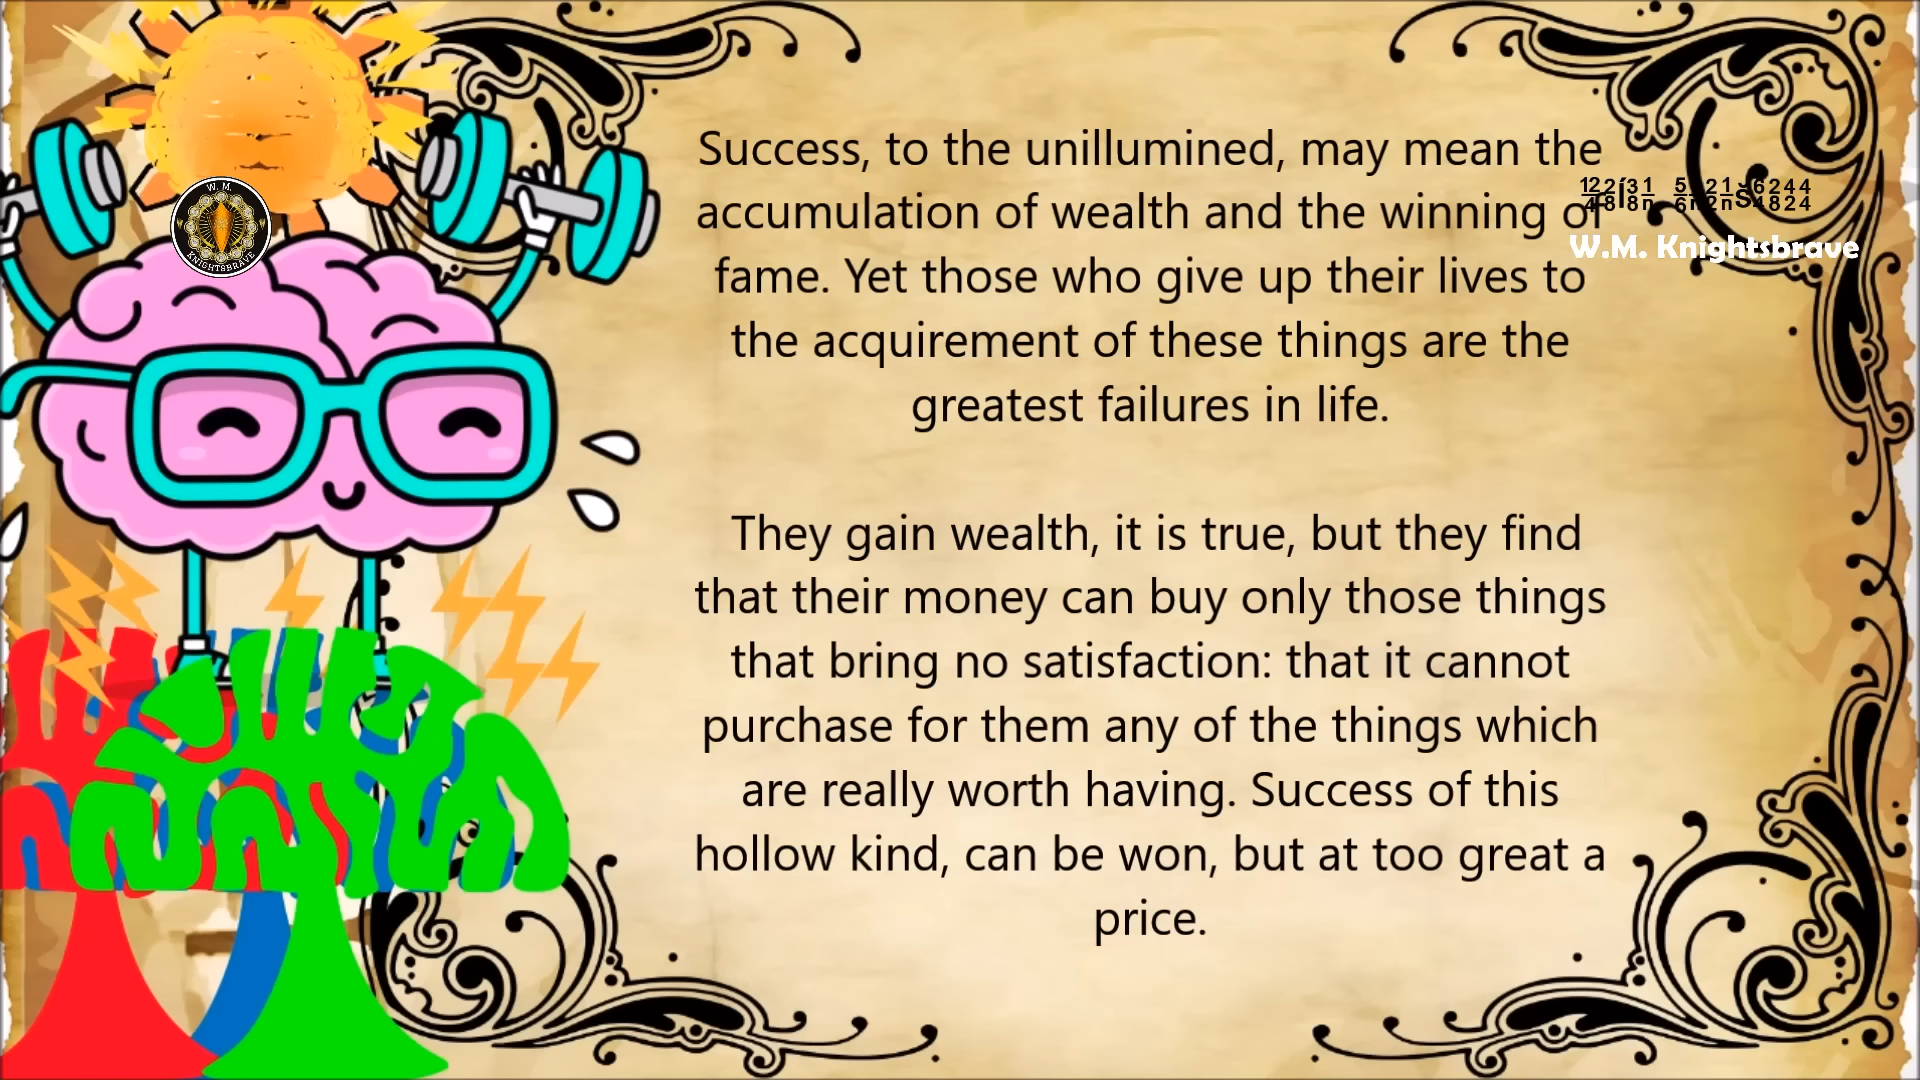 W. M.
KNIGHTSBRAVE
Success, to the unillumined, may mean the
accumulation of wealth and the winning of
fame. Yet those who give up their lives to
the acquirement of these things are the
greatest failures in life.
They gain wealth, it is true, but they find
that their money can buy only those things
that bring no satisfaction: that it cannot
purchase for them any of the things which
are really worth having. Success of this
hollow kind, can be won, but at too great a
price.
W.M. Knightsbrave